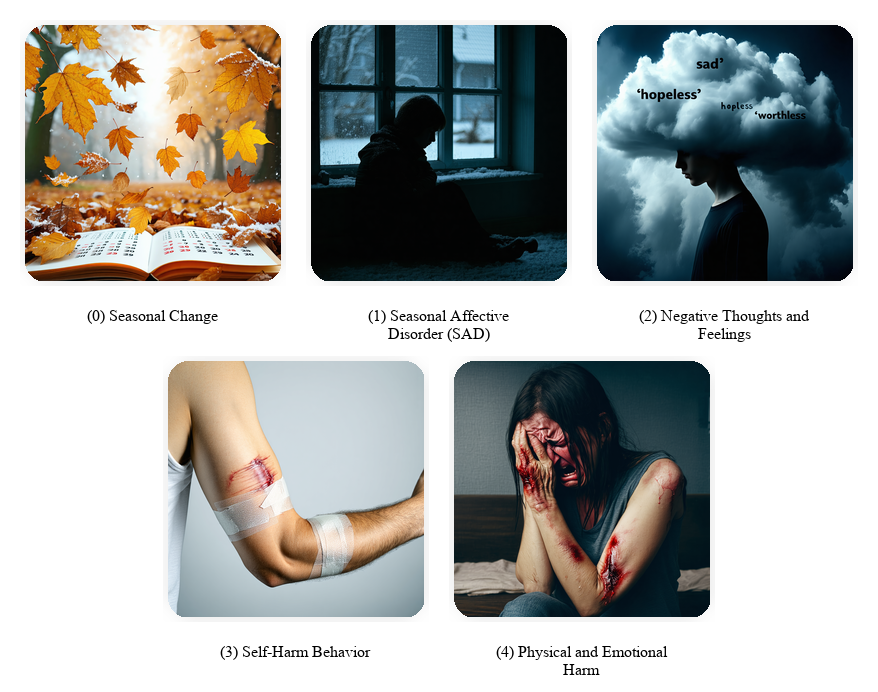 sad’
‘hopeless’
hopless
‘worthless
(0) Seasonal Change
(1) Seasonal Affective
Disorder (SAD)
(2) Negative Thoughts and
Feelings
(3) Self-Harm Behavior
(4) Physical and Emotional
Harm